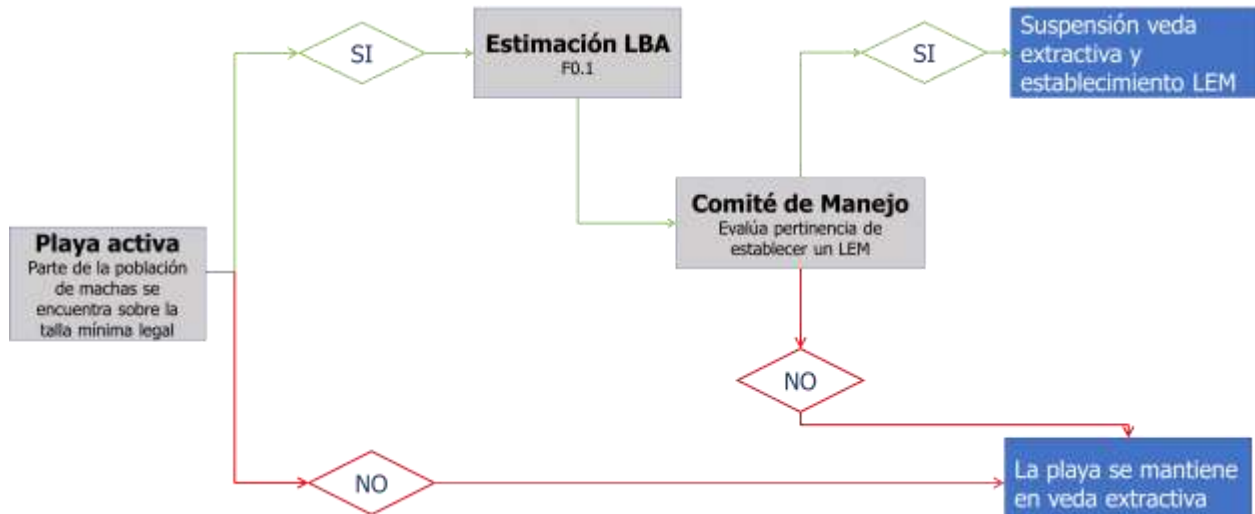 SI
Estimación LBA
F0.1
SI
Suspensión veda
extractiva y
establecimiento LEM
Comité de Manejo
Evalúa pertinencia de
establecer un LEM
Playa activa
Parte de la población
de machas se
encuentra sobre la
talla mínima legal
NO
NO
La playa se mantiene
en veda extractiva